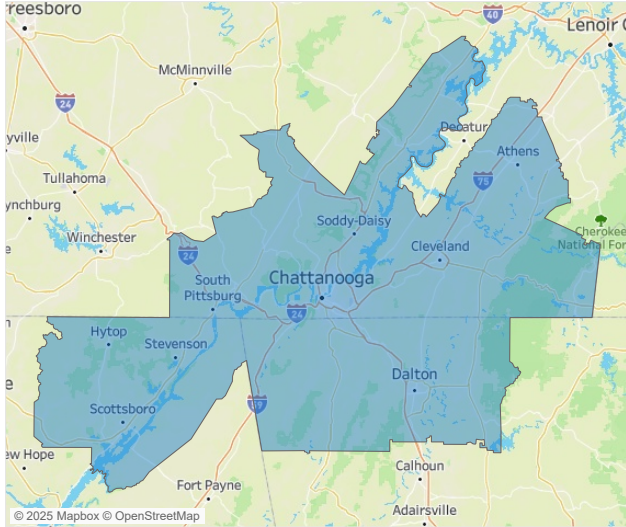 reesboro
40
Lenoir C
McMinnville
24
Decatur
yville
Athens
Tullahoma
75
ynchburg
Soddy-Daisy
Cherokee
National For
Winchester
Cleveland
24
e
South
Pittsburg
Chattanooga
24
n
Hytop
Stevenson
Dalton
e
59
Scottsboro
ew Hope
Calhoun
Fort Payne
Adairsville
© 2025 Mapbox © OpenStreetMap